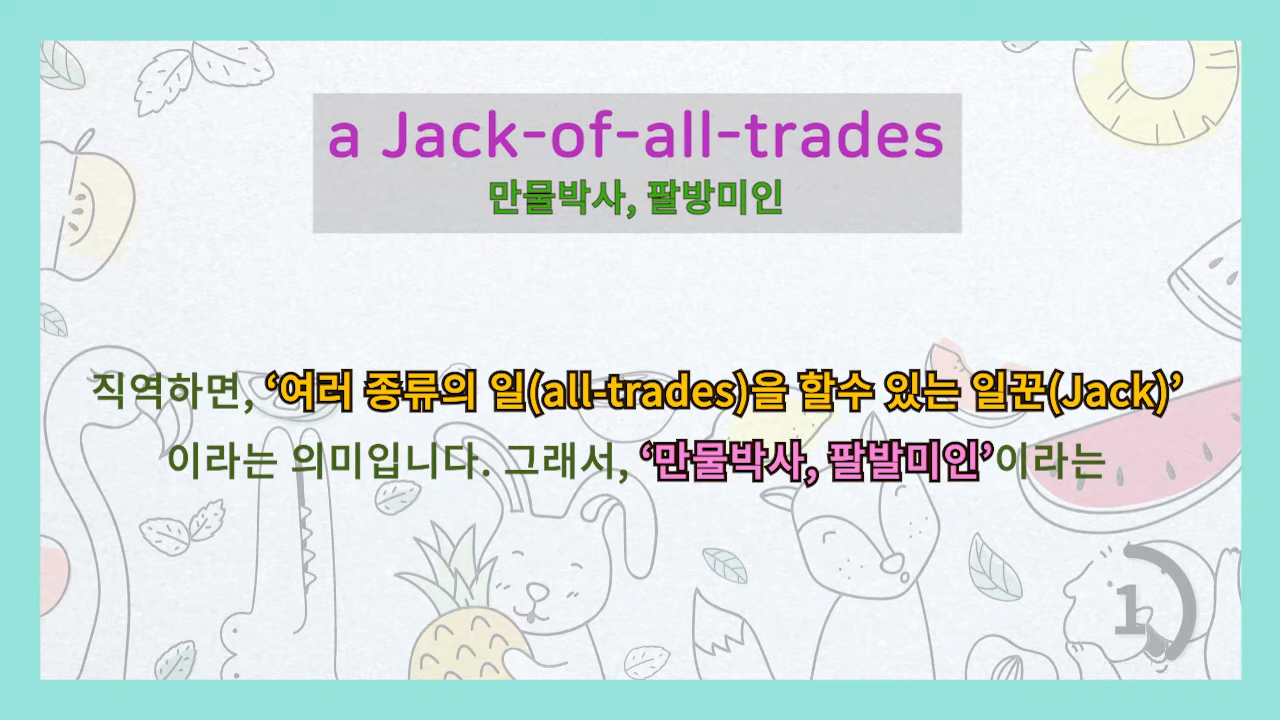 a Jack-of-all-trades
만물박사, 팔방미인
직역하면, ‘여러 종류의 일(all-trades)을 할수 있는 일꾼(Jack)’
이라는 의미입니다. 그래서, ‘만물박사, 팔발미인’이라는
1